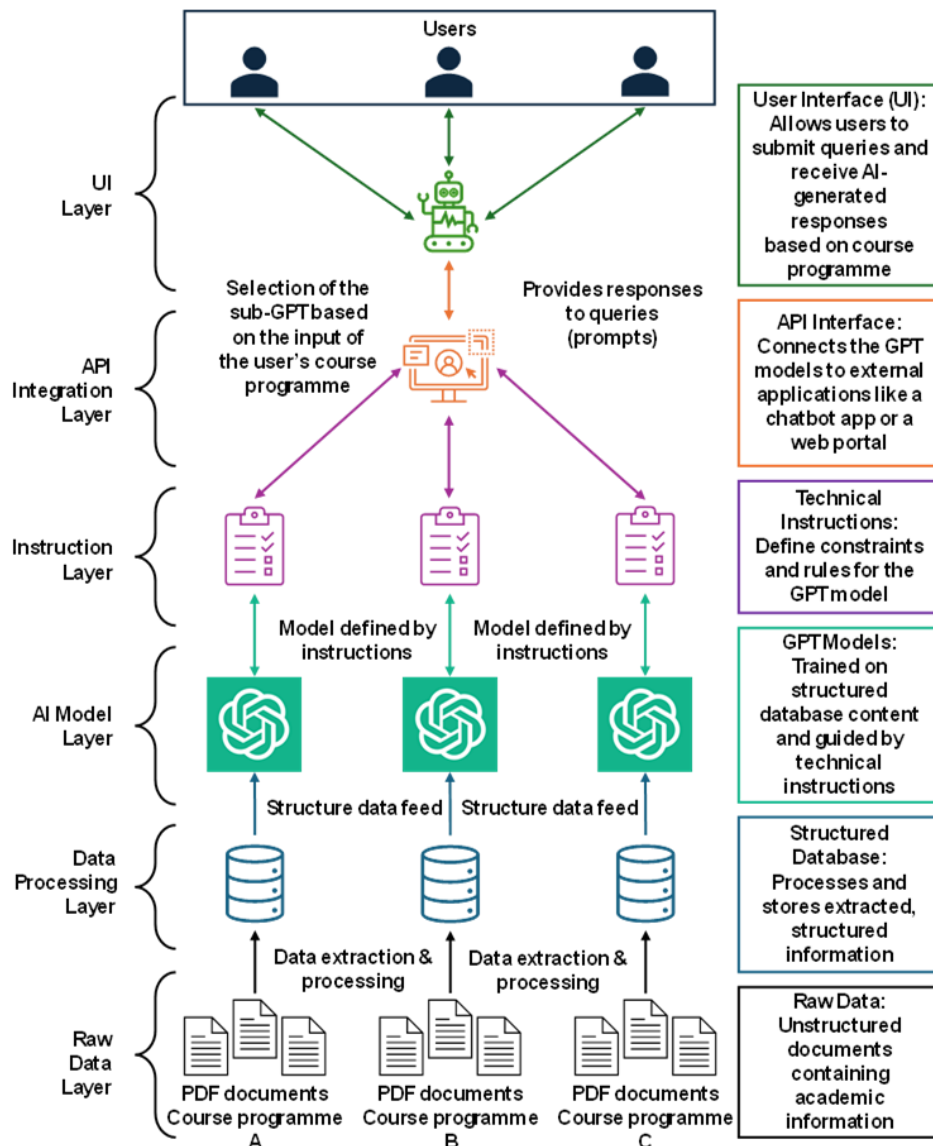 Users
UI
Layer
User Interface (UI):
Allows users to
submit queries and
receive AI-
generated
responses
based on course
programme
Selection of the
sub-GPT based
on the input of
the user's course
programme
Provides responses
to queries
(prompts)
API
Integration
Layer
API Interface:
Connects the GPT
models to external
applications like a
chatbot app or a
web portal
Instruction
Layer
Technical
Instructions:
Define constraints
and rules for the
GPT model
Model defined by
instructions
Model defined by
instructions
AI Model
Layer
GPT Models:
Trained on
structured
database content
and guided by
technical
instructions
Structure data feed
Structure data feed
Data
Processing
Layer
Structured
Database:
Processes and
stores extracted,
structured
information
Data extraction &
processing
Data extraction &
processing
Raw
Data
Layer
PDF documents
Course programme
A
PDF documents
Course programme
B
PDF documents
Course programme
C
Raw Data:
Unstructured
documents
containing
academic
information